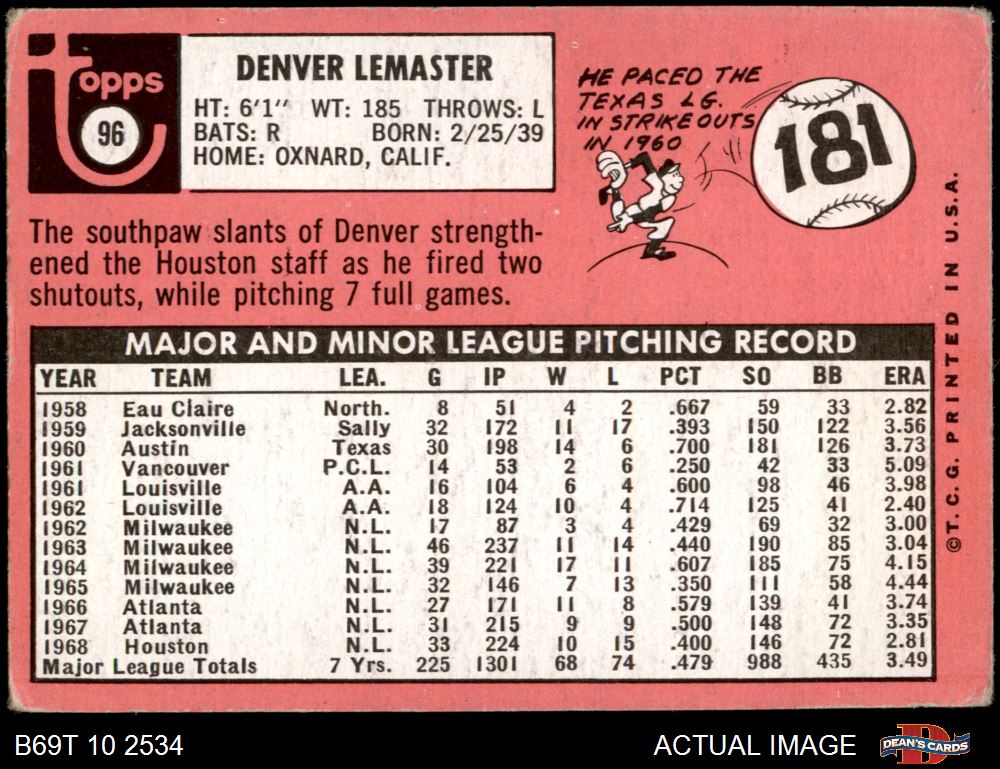 topps
96
DENVER LEMASTER
HT: 6'1" WT: 185 THROWS: L
BATS: R BORN: 2/25/39
HOME: OXNARD, CALIF.
HE PACED THE
TEXAS LG.
IN STRIKEOUTS
IN 1960
181
The southpaw slants of Denver strength-
ened the Houston staff as he fired two
shutouts, while pitching 7 full games.
MAJOR AND MINOR LEAGUE PITCHING RECORD
YEAR TEAM LEA. G IP W L PCT SO BB ERA
1958 Eau Claire North. 8 51 4 2 .667 59 33 2.82
1959 Jacksonville Sally 32 172 11 17 .393 150 122 3.56
1960 Austin Texas 30 198 14 6 .700 181 126 3.73
1961 Vancouver P.C.L. 14 53 2 6 .250 42 33 5.09
1961 Louisville A.A. 16 104 6 4 .600 98 46 3.98
1962 Louisville A.A. 18 124 10 4 .714 125 41 2.40
1962 Milwaukee N.L. 17 87 3 4 .429 69 32 3.00
1963 Milwaukee N.L. 46 237 11 14 .440 190 85 3.04
1964 Milwaukee N.L. 39 221 17 11 .607 185 75 4.15
1965 Milwaukee N.L. 32 146 7 13 .350 111 58 4.44
1966 Atlanta N.L. 27 171 11 8 .579 139 41 3.74
1967 Atlanta N.L. 31 215 9 9 .500 148 72 3.35
1968 Houston N.L. 33 224 10 15 .400 146 72 2.81
Major League Totals 7 Yrs. 225 1301 68 74 .479 988 435 3.49
©T.C.G. PRINTED IN U.S.A.
B69T 10 2534
ACTUAL IMAGE
DEAN'S CARDS